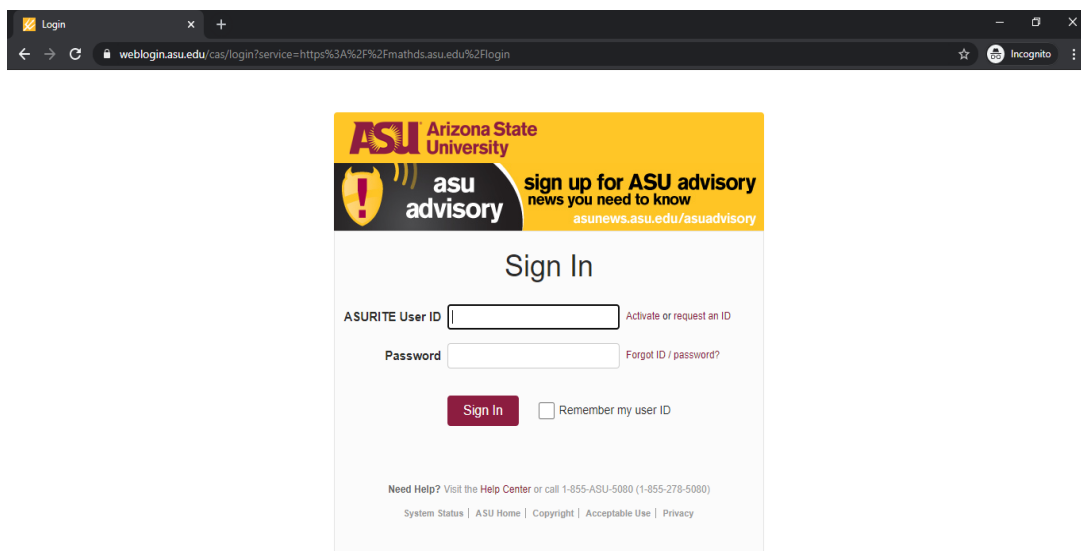 Login
weblogin.asu.edu/cas/login?service=https%3A%2F%2Fmathds.asu.edu%2Flogin
Incognito
ASU Arizona State
University
asu
advisory
sign up for ASU advisory
news you need to know
asunews.asu.edu/asuadvisory
Sign In
ASURITE User ID Activate or request an ID
Password Forgot ID / password?
Sign In Remember my user ID
Need Help? Visit the Help Center or call 1-855-ASU-5080 (1-855-278-5080)
System Status | ASU Home | Copyright | Acceptable Use | Privacy